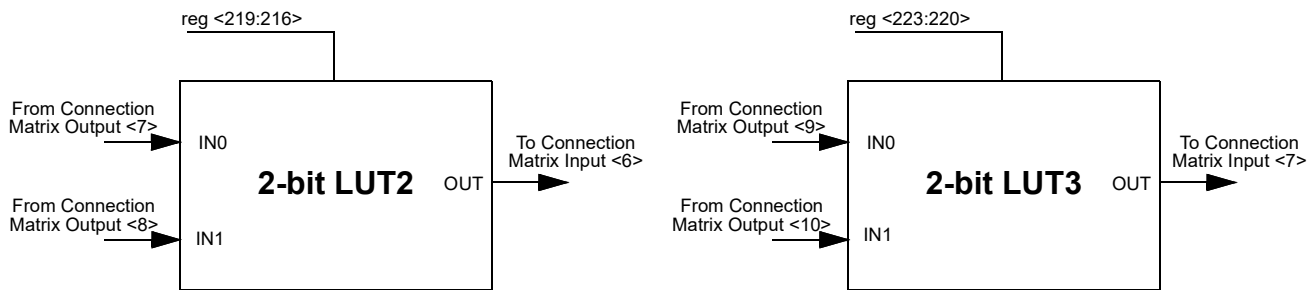 reg <219:216>
From Connection
Matrix Output <7>
IN0
2-bit LUT2
OUT
To Connection
Matrix Input <6>
From Connection
Matrix Output <8>
IN1
reg <223:220>
From Connection
Matrix Output <9>
IN0
2-bit LUT3
OUT
To Connection
Matrix Input <7>
From Connection
Matrix Output <10>
IN1